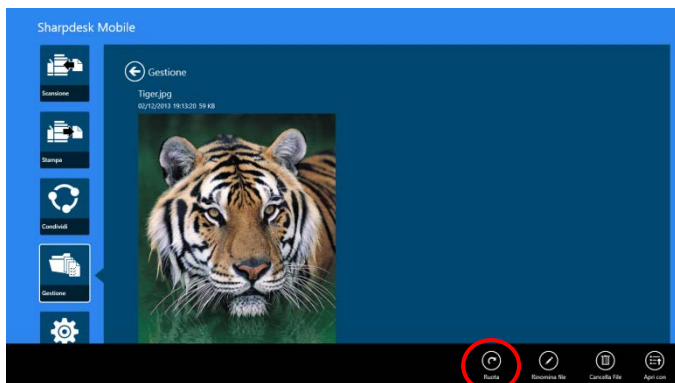 Sharpdesk Mobile
Scansione
Stampa
Condividi
Gestione
Gestione
Tiger.jpg
02/12/2013 19:13:20 59 KB
Ruota
Rinomina file
Cancella File
Apri con